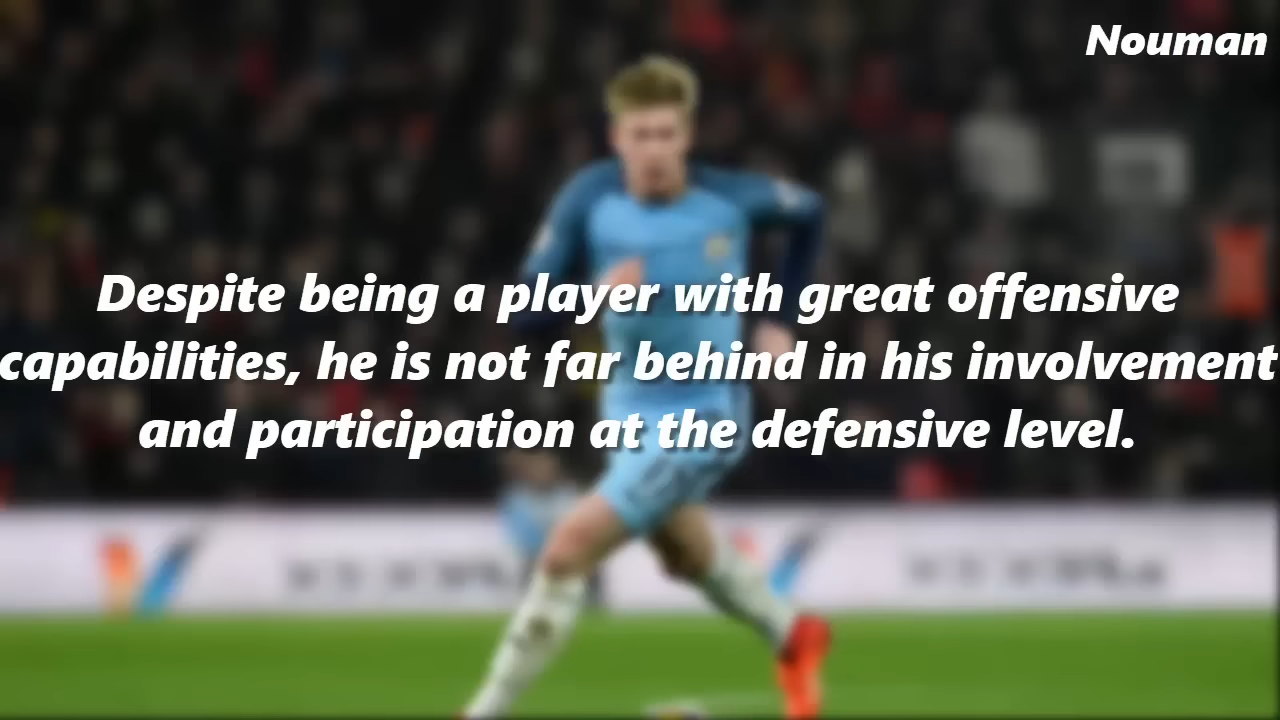 Nouman
Despite being a player with great offensive
capabilities, he is not far behind in his involvement
and participation at the defensive level.